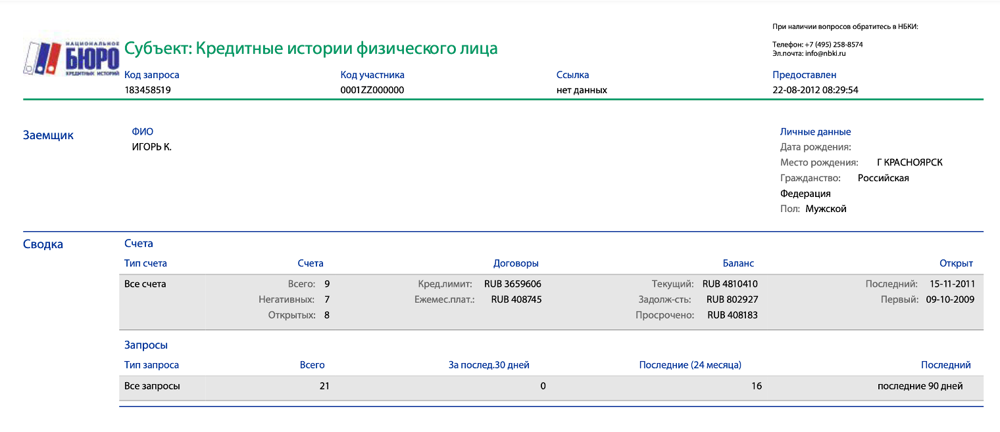 При наличии вопросов обратитесь в НБКИ:
Телефон: +7 (495) 258-8574
Эл.почта: info@nbki.ru
НАЦИОНАЛЬНОЕ
БЮРО
КРЕДИТНЫХ ИСТОРИЙ
Субъект: Кредитные истории физического лица
Код запроса Код участника Ссылка Предоставлен
183458519 0001ZZ000000 нет данных 22-08-2012 08:29:54
Заемщик
ФИО
ИГОРЬ К.
Личные данные
Дата рождения:
Место рождения: Г КРАСНОЯРСК
Гражданство: Российская
Федерация
Пол: Мужской
Сводка
Счета
Тип счета Счета Договоры Баланс Открыт
Все счета Всего: 9 Кред.лимит: RUB 3659606 Текущий: RUB 4810410 Последний: 15-11-2011
Негативных: 7 Ежемес.плат.: RUB 408745 Задолж-сть: RUB 802927 Первый: 09-10-2009
Открытых: 8 Просрочено: RUB 408183
Запросы
Тип запроса Всего За послед.30 дней Последние (24 месяца) Последний
Все запросы 21 0 16 последние 90 дней